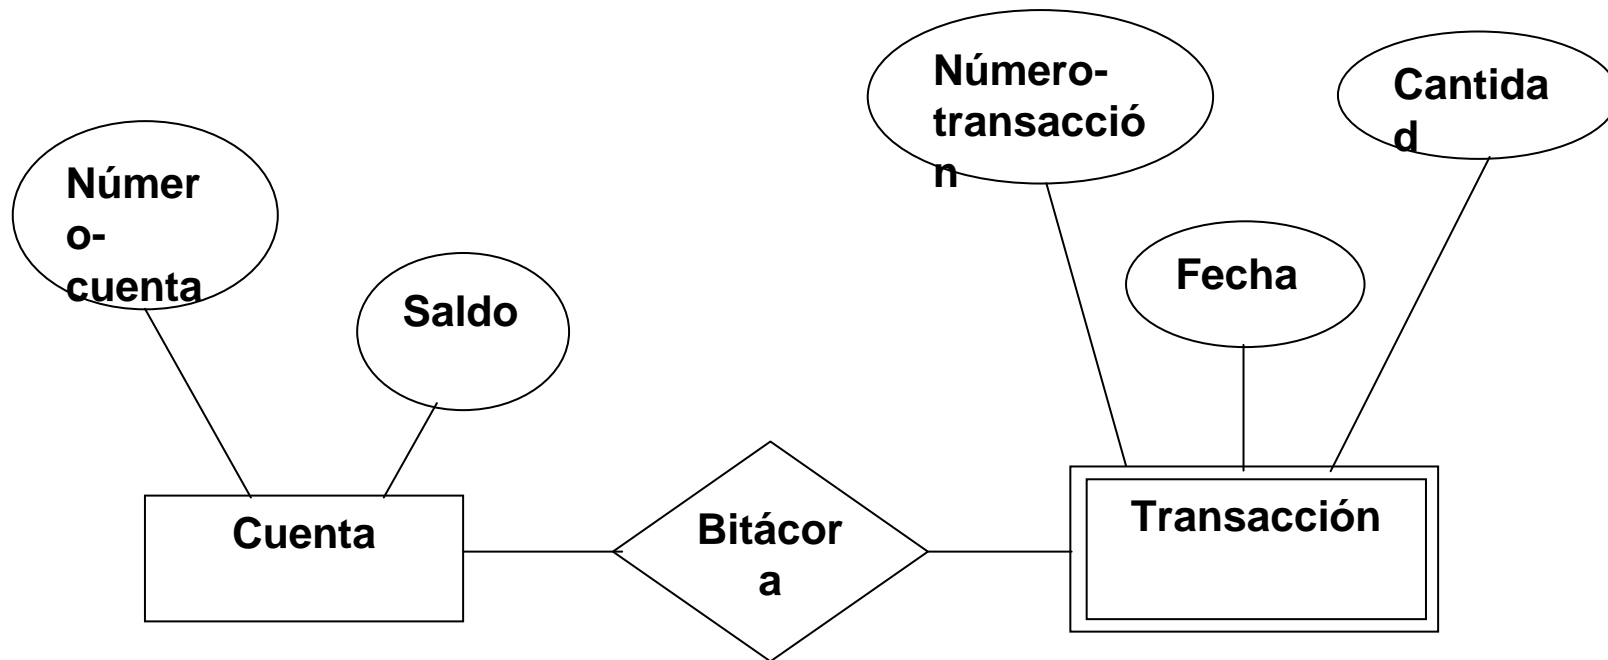 Númer
o-
cuenta
Saldo
Número-
transacció
n
Fecha
Cantida
d
Cuenta
Bitácor
a
Transacción